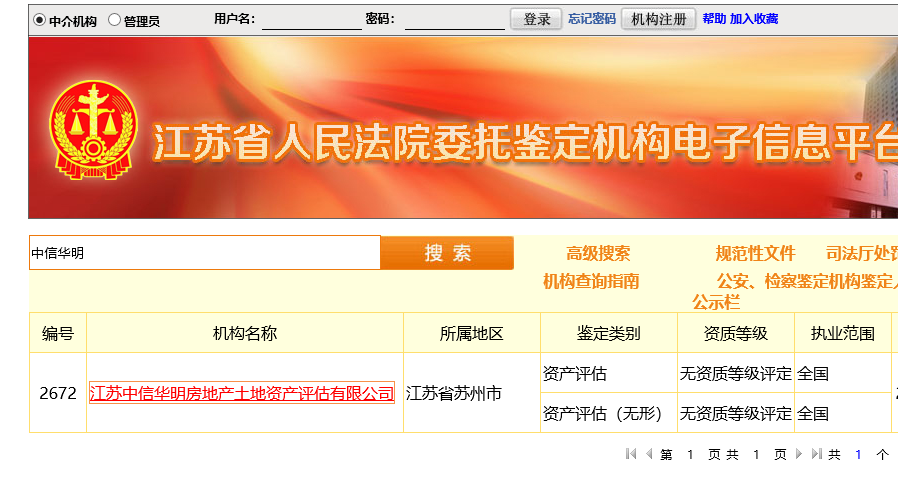 中介机构 管理员 用户名: 密码: 登录 忘记密码 机构注册 帮助 加入收藏
江苏省人民法院委托鉴定机构电子信息平台
中信华明 搜 索 高级搜索 规范性文件 司法厅处罚
机构查询指南 公安、检察鉴定机构鉴定人
公示栏
编号 机构名称 所属地区 鉴定类别 资质等级 执业范围
2672 江苏中信华明房地产土地资产评估有限公司 江苏省苏州市 资产评估 无资质等级评定 全国
资产评估（无形） 无资质等级评定 全国
第 1 页 共 1 页 共 1 个